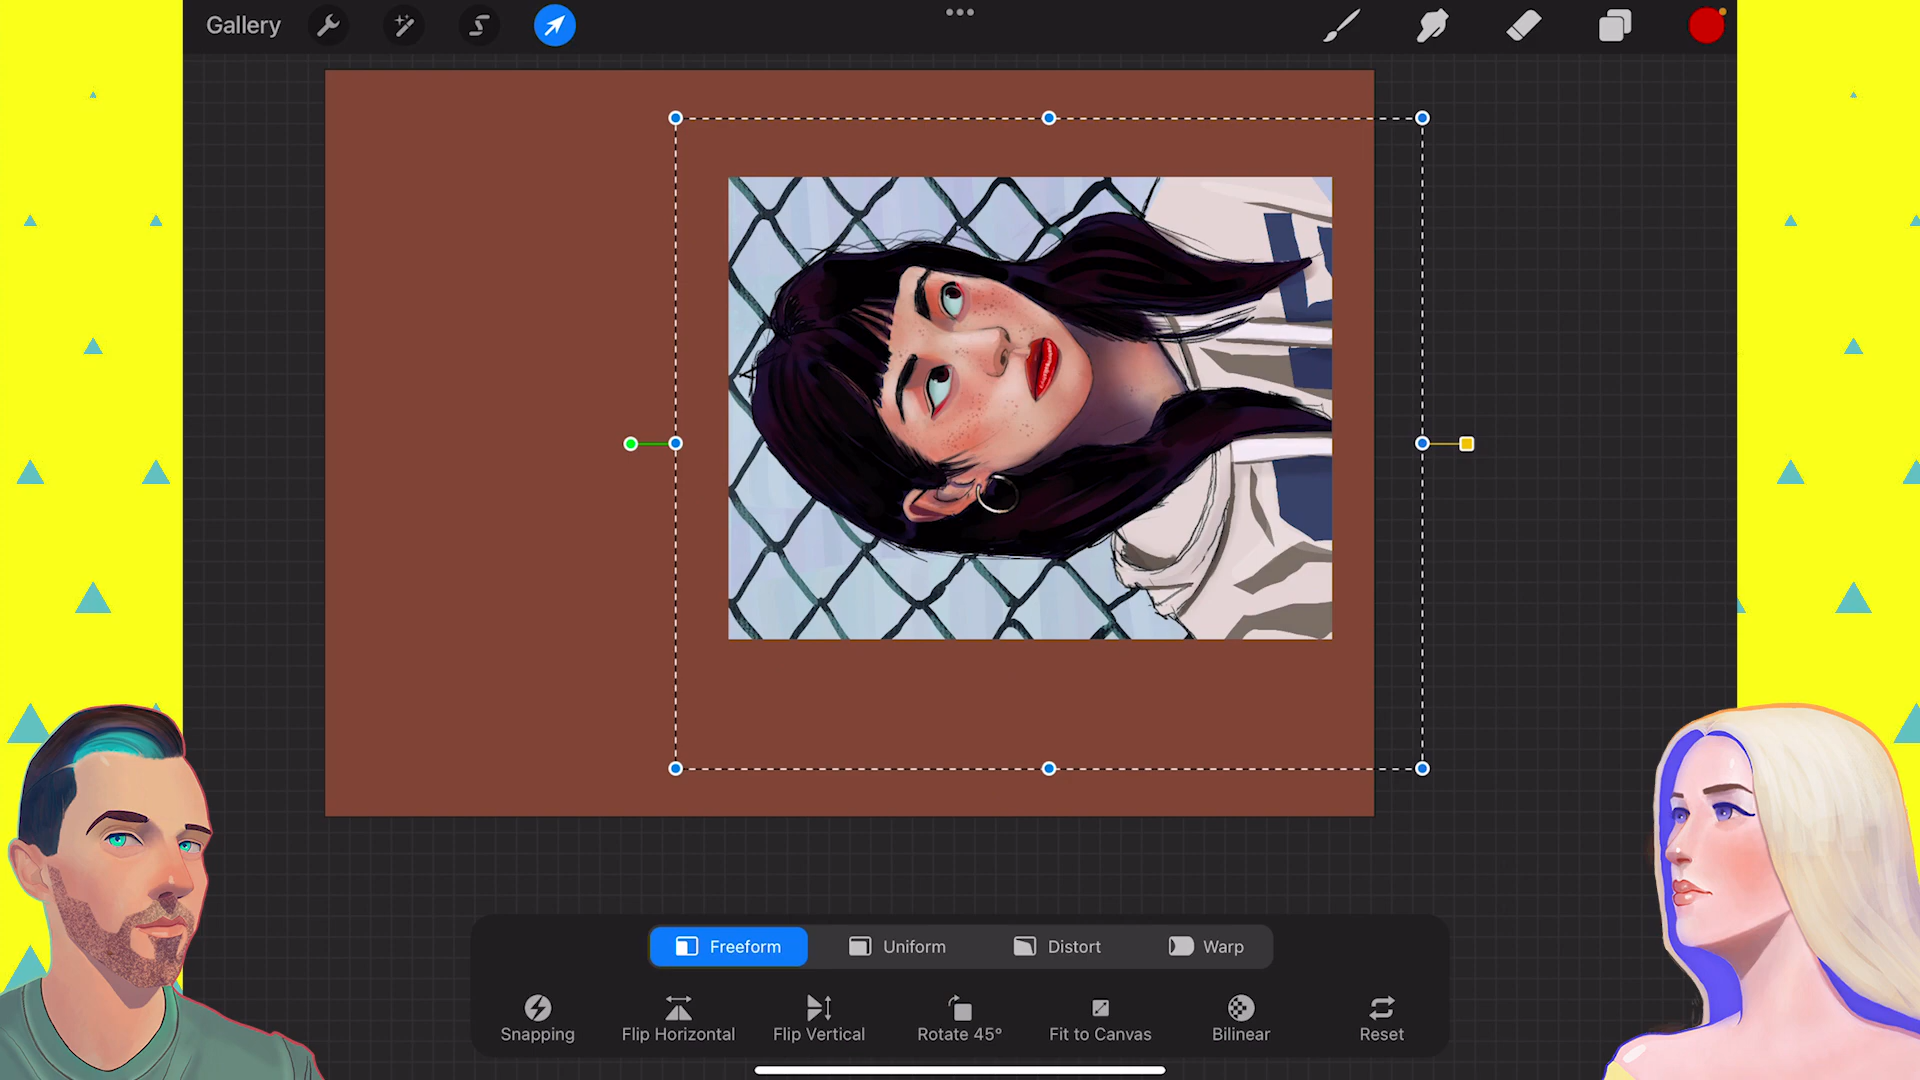 Gallery
Freeform Uniform Distort Warp
Snapping Flip Horizontal Flip Vertical Rotate 45° Fit to Canvas Bilinear Reset